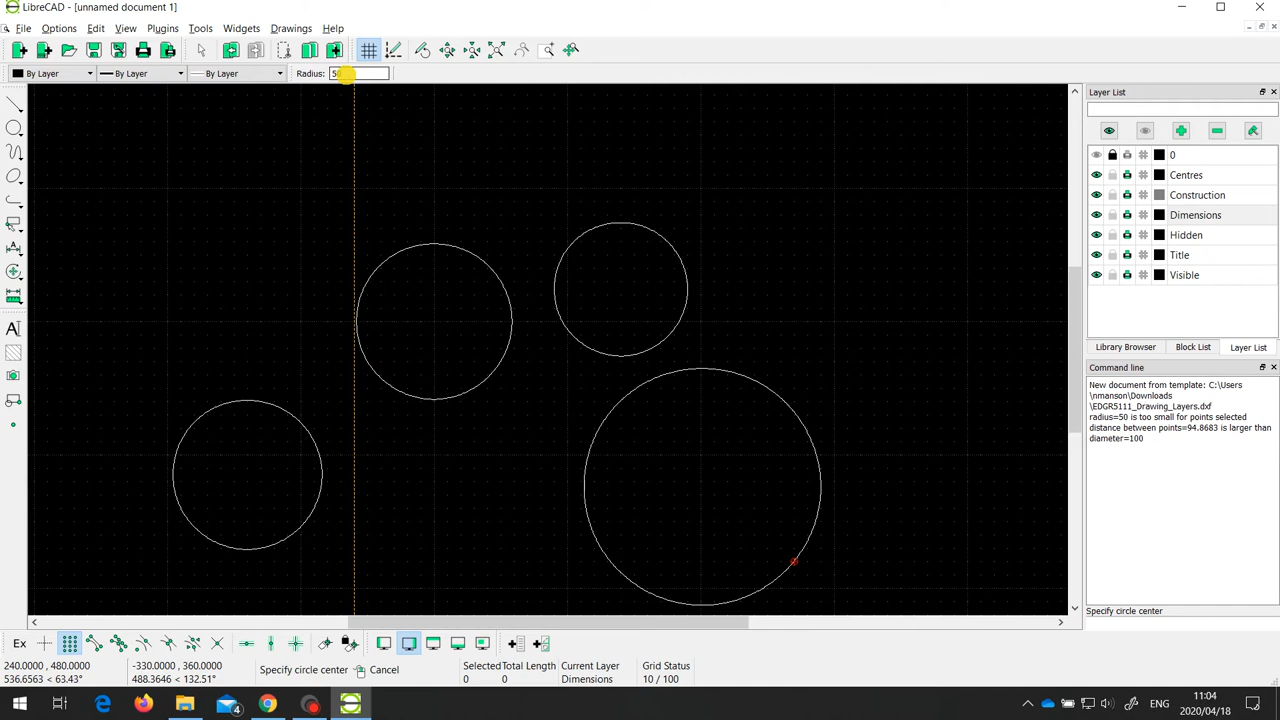 LibreCAD - [unnamed document 1]
File Options Edit View Plugins Tools Widgets Drawings Help
By Layer By Layer By Layer Radius: 50
Layer List
0
Centres
Construction
Dimensions
Hidden
Title
Visible
Library Browser Block List Layer List
Command line
New document from template: C:\Users
\nmanson\Downloads
\EDGR5111_Drawing_Layers.dxf
radius=50 is too small for points selected
distance between points=94.8683 is larger than
diameter=100
Specify circle center
Ex
240.0000 , 480.0000
536.6563 < 63.43°
-330.0000 , 360.0000
488.3646 < 132.51°
Specify circle center Cancel
Selected Total Length
0 0
Current Layer
Dimensions
Grid Status
10 / 100
4
ENG
11:04
2020/04/18